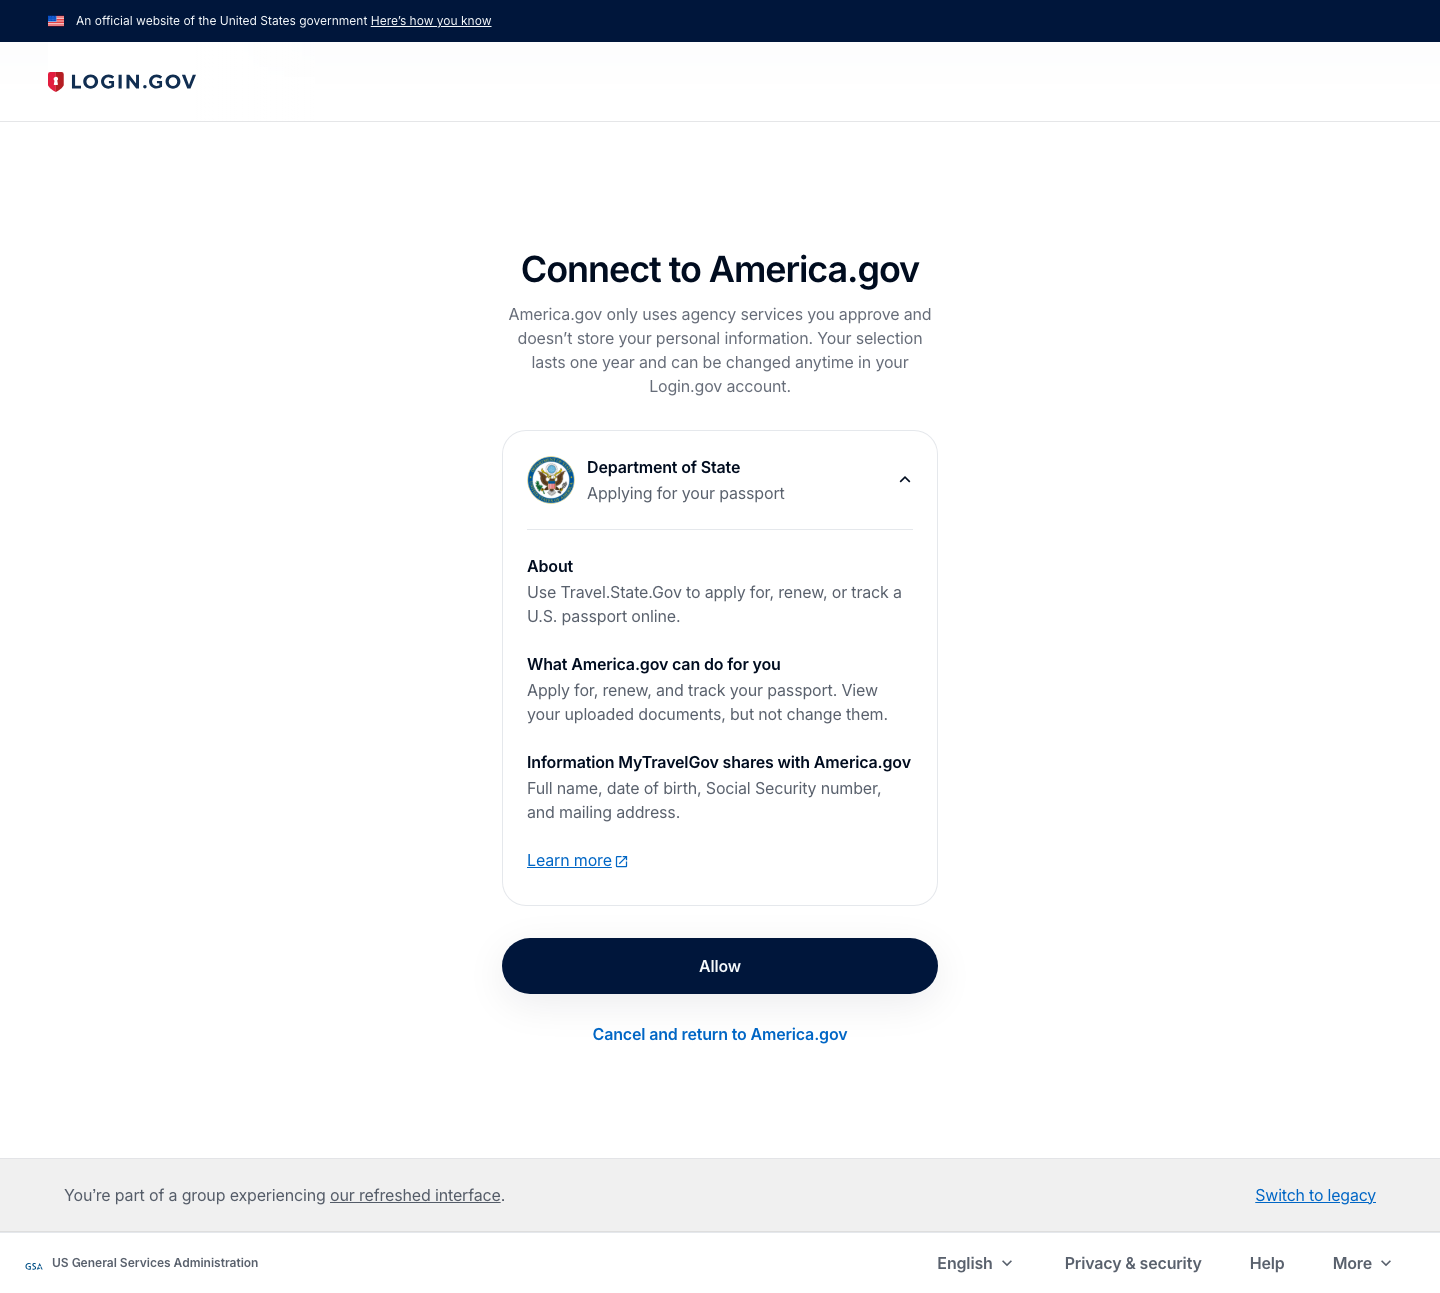 An official website of the United States government Here’s how you know
LOGIN.GOV
Connect to America.gov
America.gov only uses agency services you approve and
doesn’t store your personal information. Your selection
lasts one year and can be changed anytime in your
Login.gov account.
Department of State
Applying for your passport
About
Use Travel.State.Gov to apply for, renew, or track a
U.S. passport online.
What America.gov can do for you
Apply for, renew, and track your passport. View
your uploaded documents, but not change them.
Information MyTravelGov shares with America.gov
Full name, date of birth, Social Security number,
and mailing address.
Learn more
Allow
Cancel and return to America.gov
You’re part of a group experiencing our refreshed interface.
Switch to legacy
GSA US General Services Administration
English
Privacy & security
Help
More